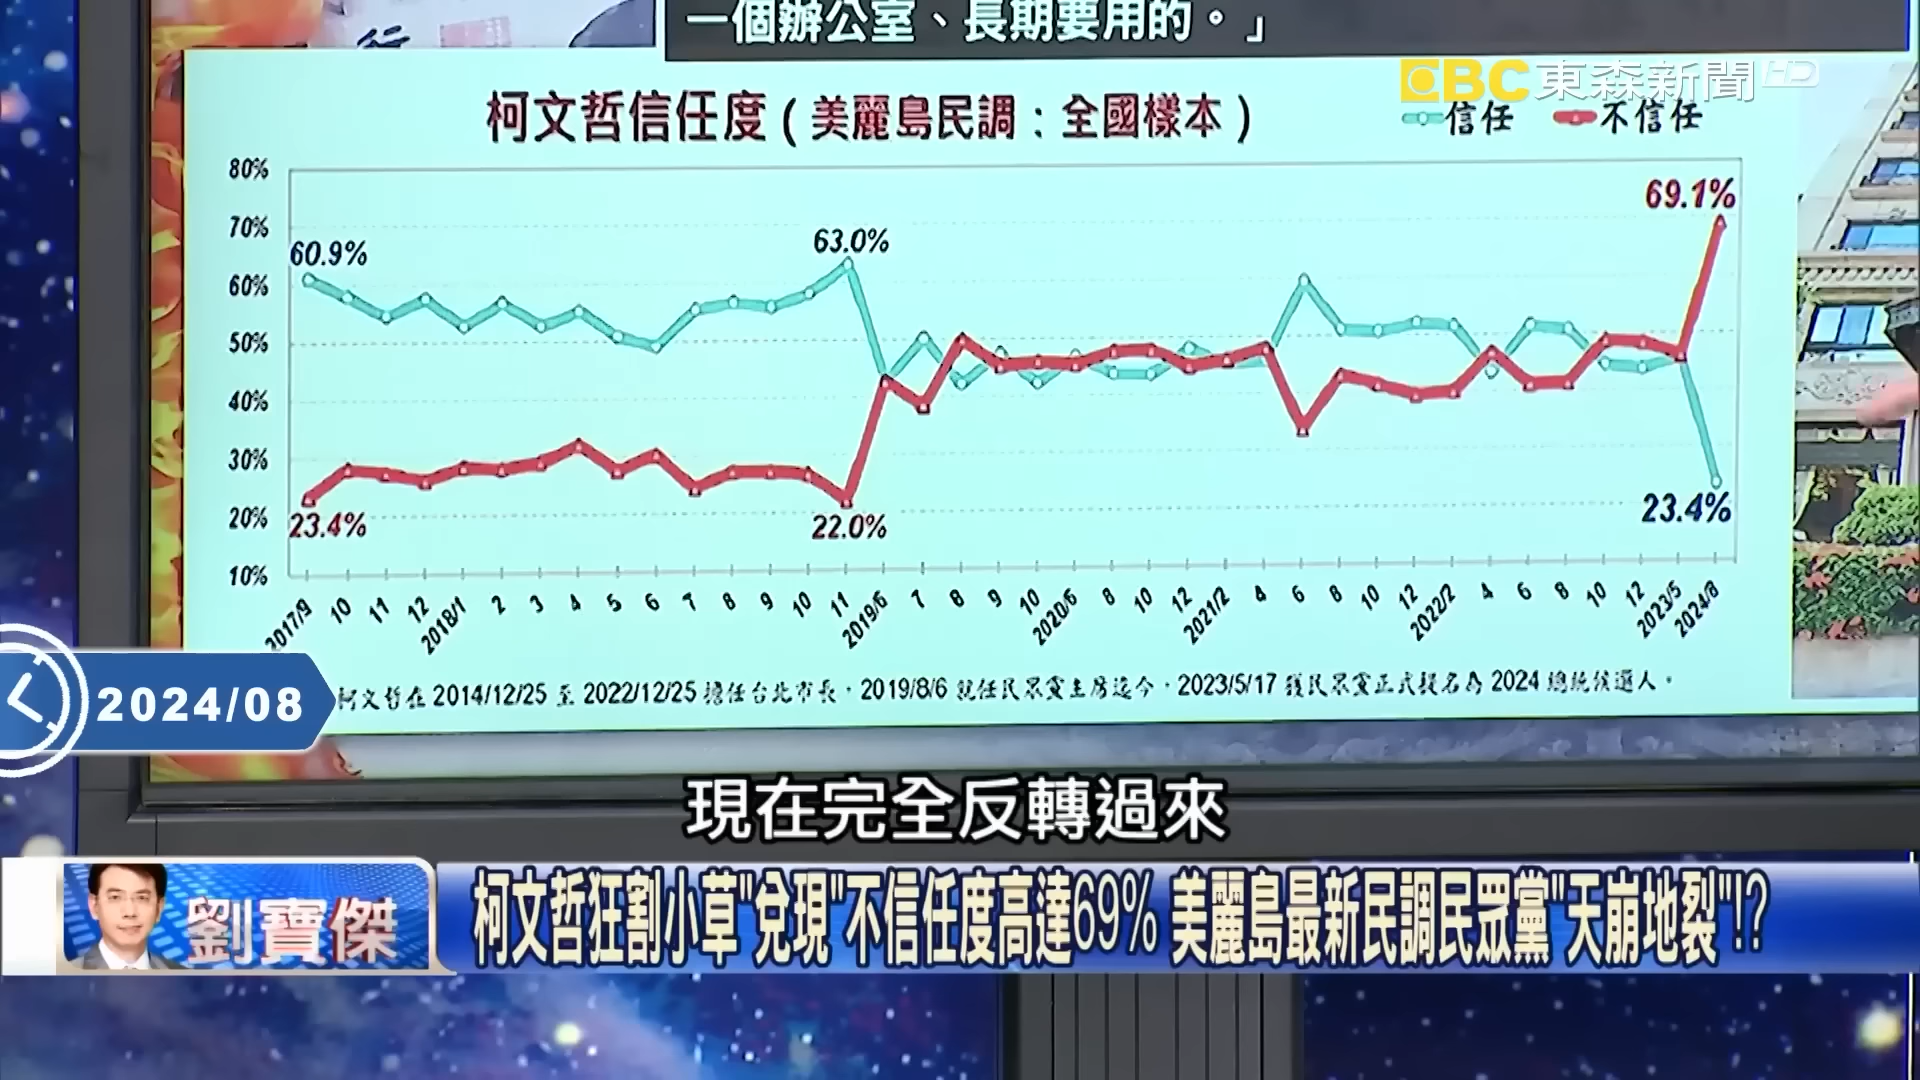 一個辦公室、長期要用的。」
行
EBC 東森新聞 HD
柯文哲信任度(美麗島民調：全國樣本)
信任 不信任
80%
70%
60%
50%
40%
30%
20%
10%
60.9%
63.0%
69.1%
23.4%
22.0%
23.4%
2017/9 10 11 12 2018/1 2 3 4 5 6 7 8 9 10 11 2019/6 7 8 9 10 2020/6 8 10 12 2021/2 4 6 8 10 12 2022/2 4 6 8 10 12 2023/5 2024/8
柯文哲在 2014/12/25 至 2022/12/25 擔任台北市長，2019/8/6 就任民眾黨主席迄今，2023/5/17 獲民眾黨正式提名為 2024 總統候選人。
2024/08
現在完全反轉過來
劉寶傑
柯文哲狂割小草"兌現"不信任度高達69% 美麗島最新民調民眾黨"天崩地裂"!?